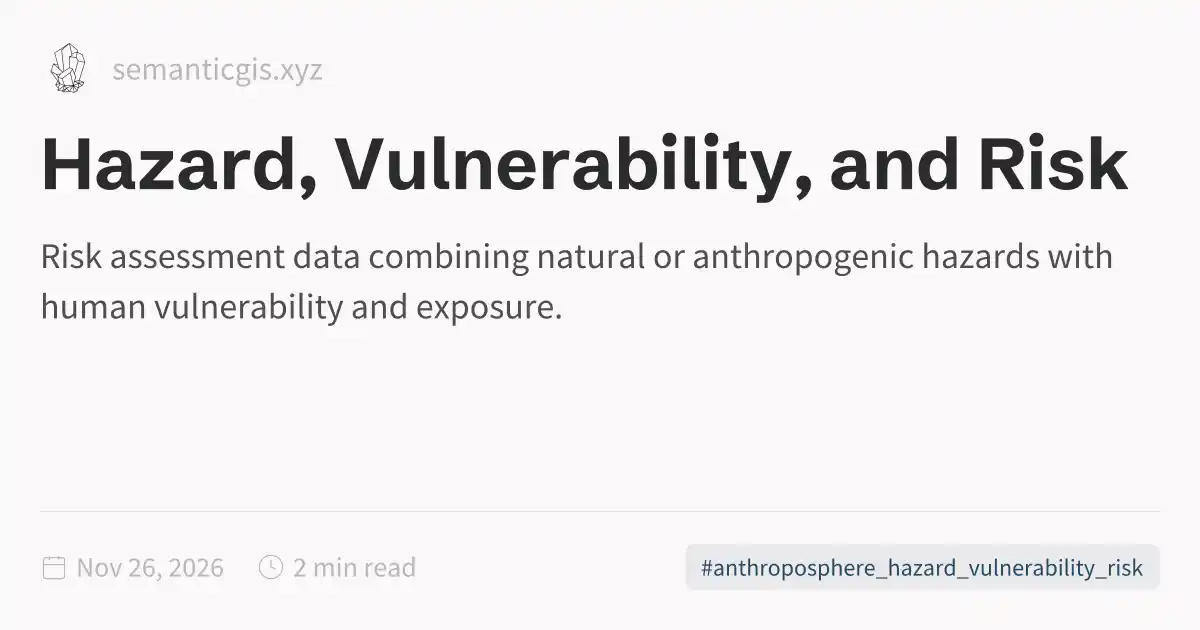 semanticgis.xyz
Hazard, Vulnerability, and Risk
Risk assessment data combining natural or anthropogenic hazards with
human vulnerability and exposure.
Nov 26, 2026
2 min read
#anthroposphere_hazard_vulnerability_risk